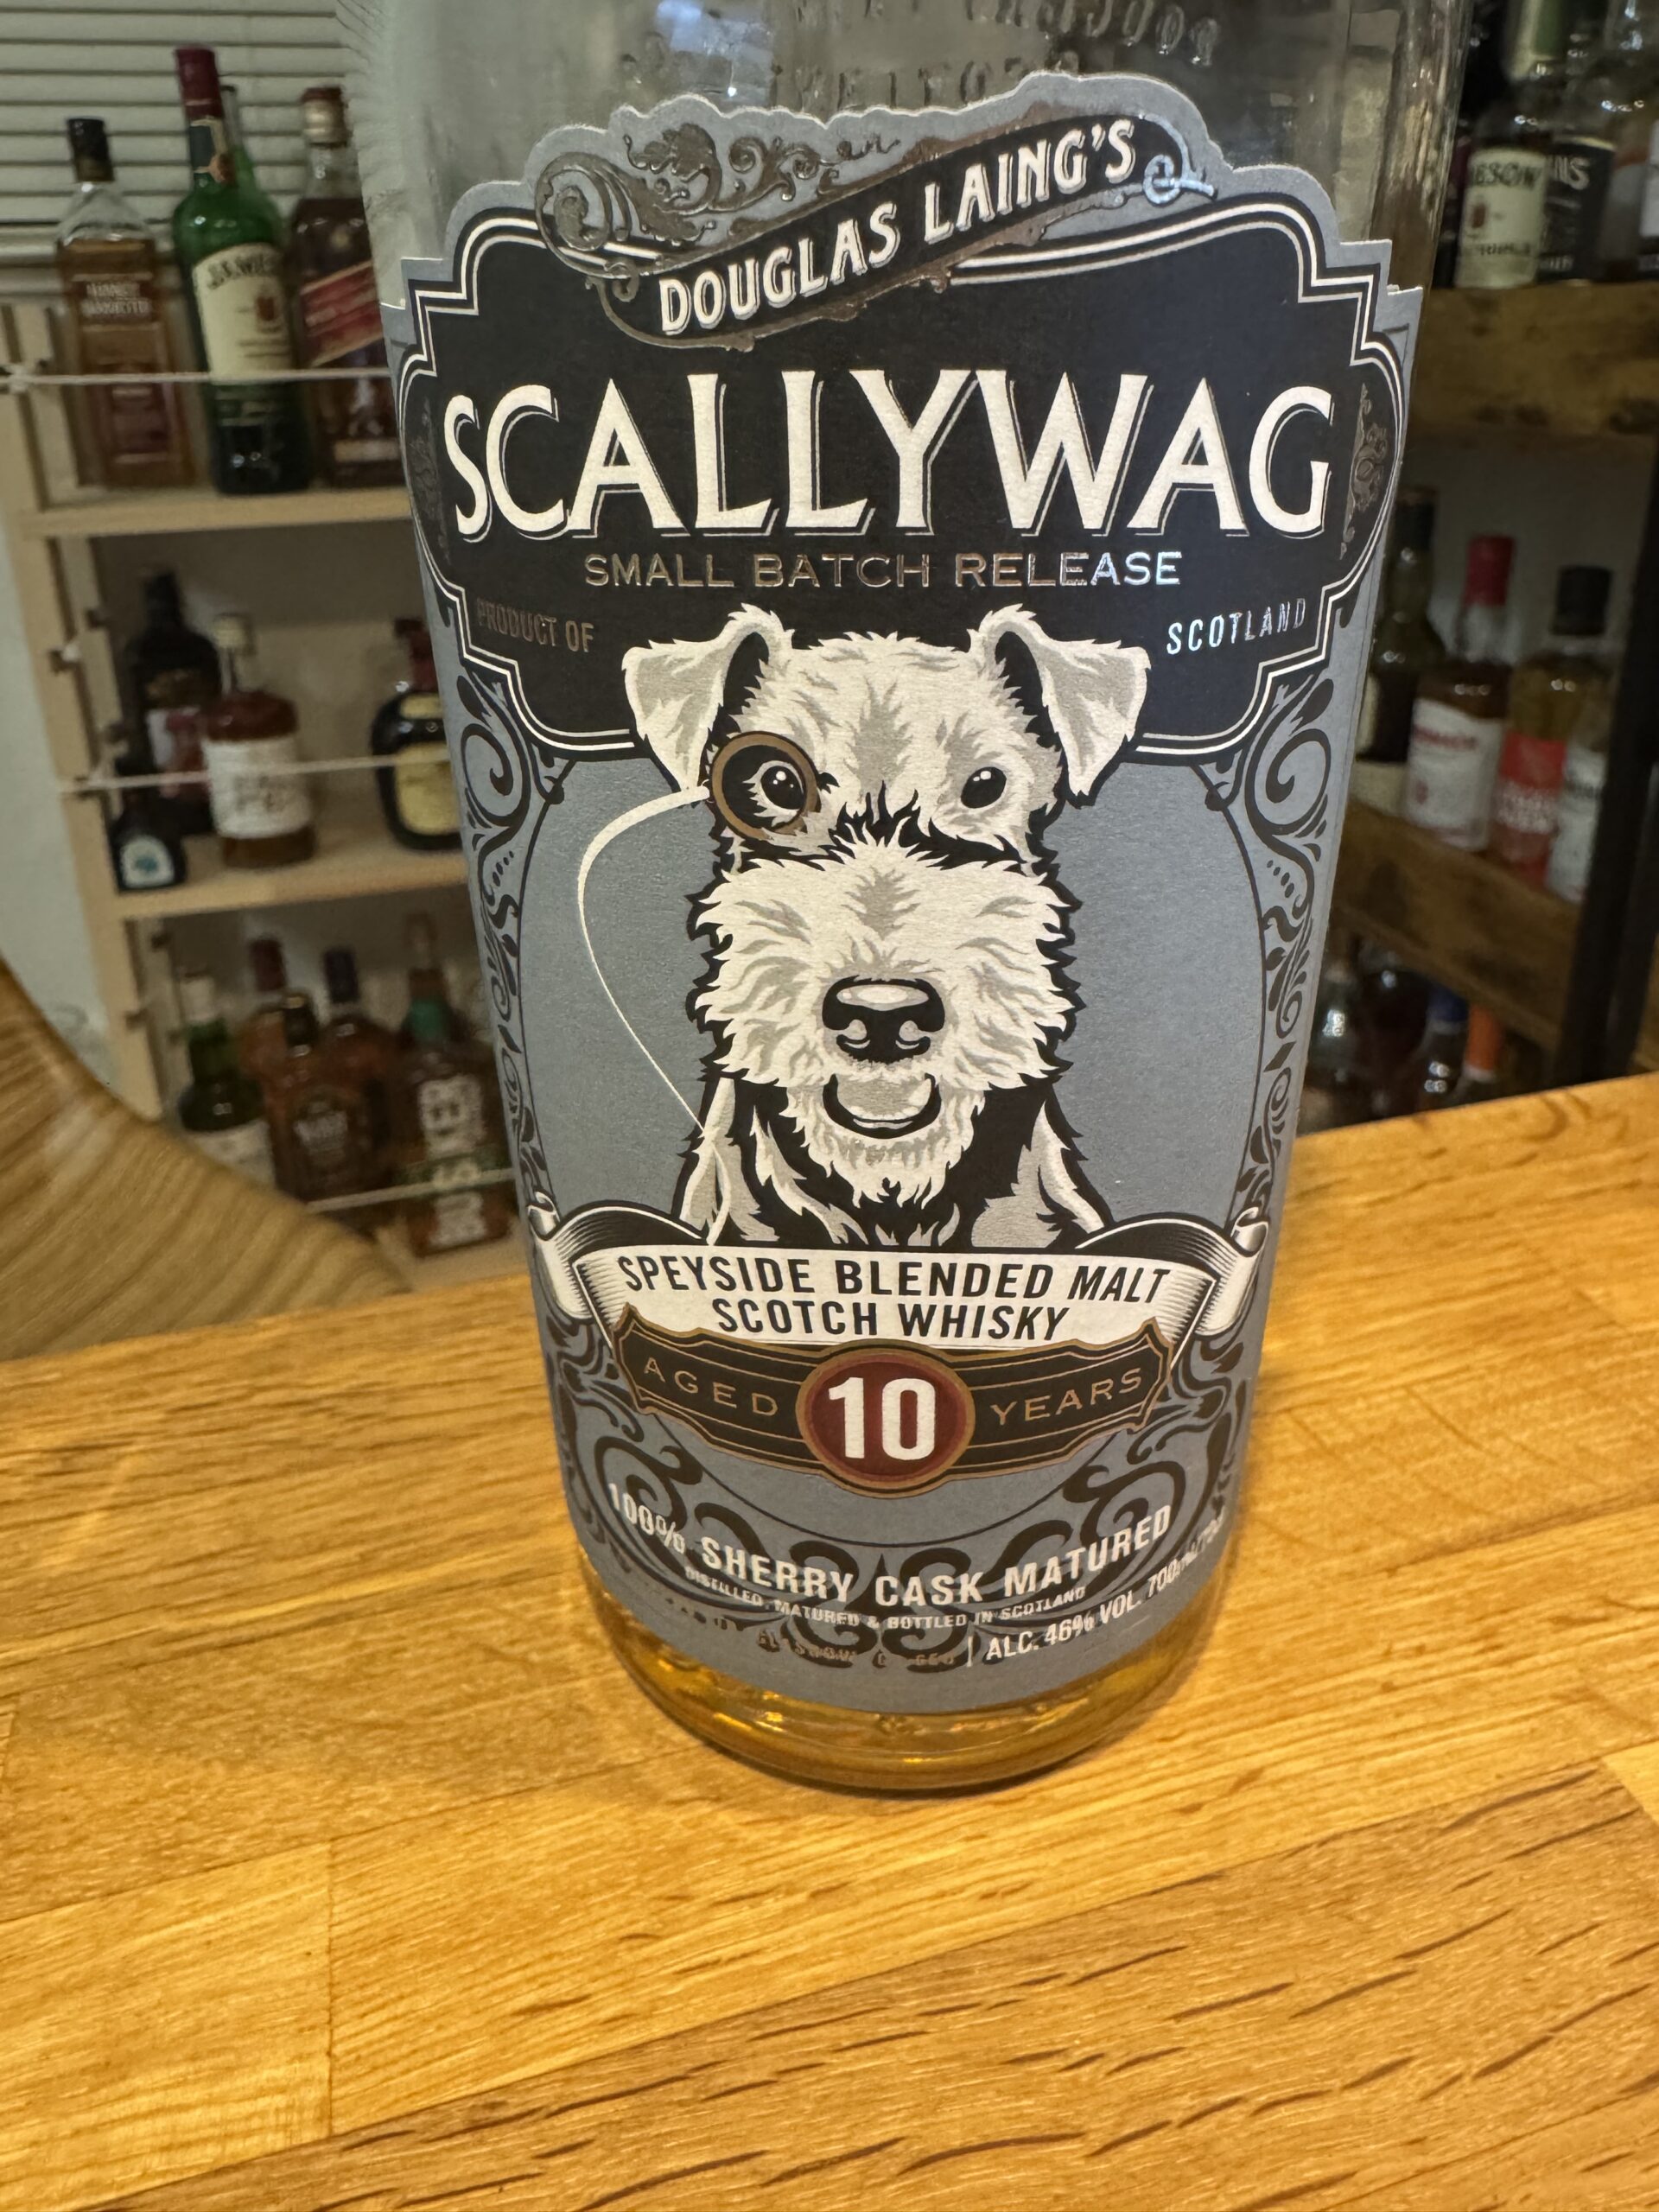 DOUGLAS LAING'S
SCALLYWAG
SMALL BATCH RELEASE
PRODUCT OF
SCOTLAND
SPEYSIDE BLENDED MALT
SCOTCH WHISKY
AGED 10 YEARS
100% SHERRY CASK MATURED
DISTILLED, MATURED & BOTTLED IN SCOTLAND
ALC. 46% VOL.